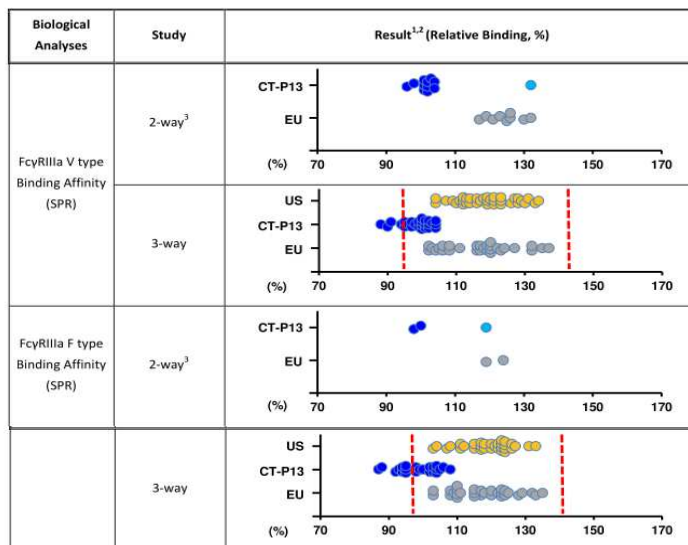 Biological Analyses Study Result1,2 (Relative Binding, %)
FcγRIIIa V type Binding Affinity (SPR)
2-way3
CT-P13
EU
(%)
70 90 110 130 150 170
3-way
US
CT-P13
EU
(%)
70 90 110 130 150 170
FcγRIIIa F type Binding Affinity (SPR)
2-way3
CT-P13
EU
(%)
70 90 110 130 150 170
3-way
US
CT-P13
EU
(%)
70 90 110 130 150 170